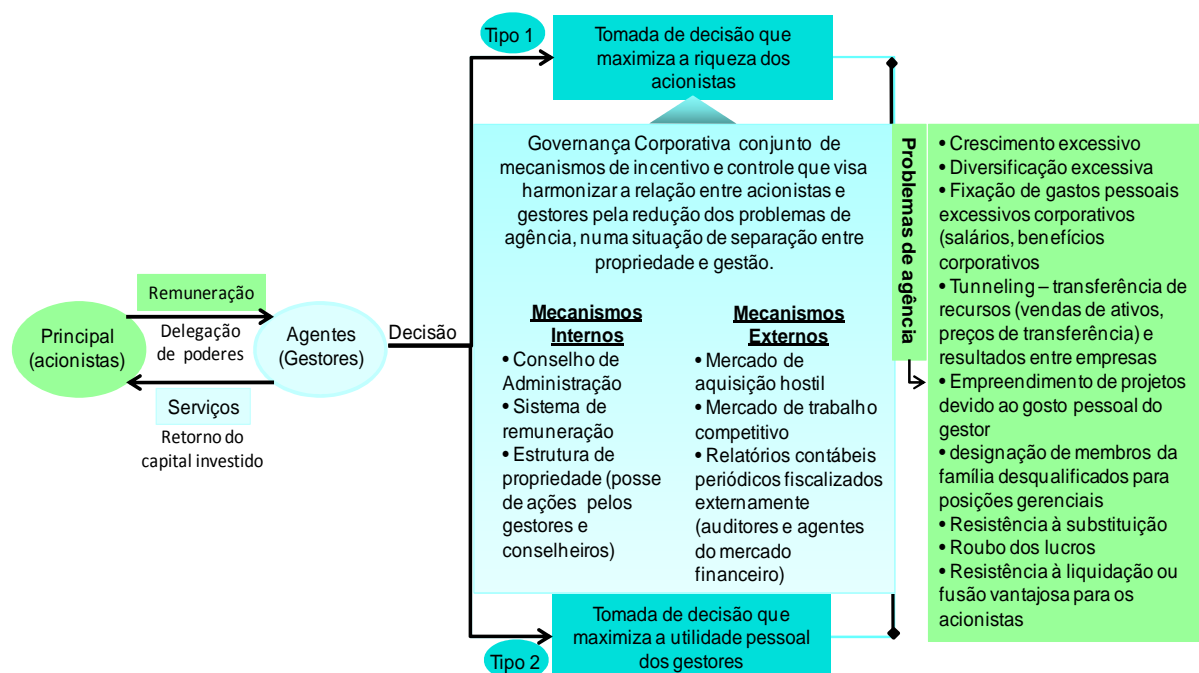 Tipo 1
Tomada de decisão que
maximiza a riqueza dos
acionistas
Remuneração
Principal
(acionistas)
Delegação
de poderes
Agentes
(Gestores)
Serviços
Retorno do
capital investido
Decisão
Governança Corporativa conjunto de
mecanismos de incentivo e controle que visa
harmonizar a relação entre acionistas e
gestores pela redução dos problemas de
agência, numa situação de separação entre
propriedade e gestão.
Mecanismos
Internos
• Conselho de
Administração
• Sistema de
remuneração
• Estrutura de
propriedade (posse
de ações pelos
gestores e
conselheiros)
Mecanismos
Externos
• Mercado de
aquisição hostil
• Mercado de trabalho
competitivo
• Relatórios contábeis
periódicos fiscalizados
externamente
(auditores e agentes
do mercado
financeiro)
Tipo 2
Tomada de decisão que
maximiza a utilidade pessoal
dos gestores
Problemas de agência
• Crescimento excessivo
• Diversificação excessiva
• Fixação de gastos pessoais
excessivos corporativos
(salários, benefícios
corporativos
• Tunneling – transferência de
recursos (vendas de ativos,
preços de transferência) e
resultados entre empresas
• Empreendimento de projetos
devido ao gosto pessoal do
gestor
• designação de membros da
família desqualificados para
posições gerenciais
• Resistência à substituição
• Roubo dos lucros
• Resistência à liquidação ou
fusão vantajosa para os
acionistas